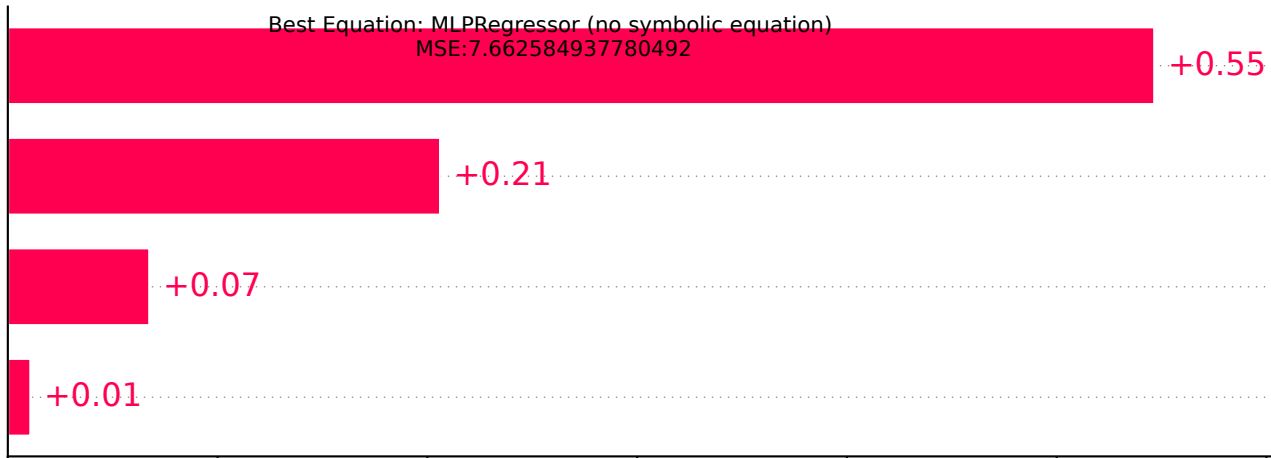 Best Equation: MLPRegressor (no symbolic equation)
MSE:7.662584937780492
+0.55
+0.21
+0.07
+0.01